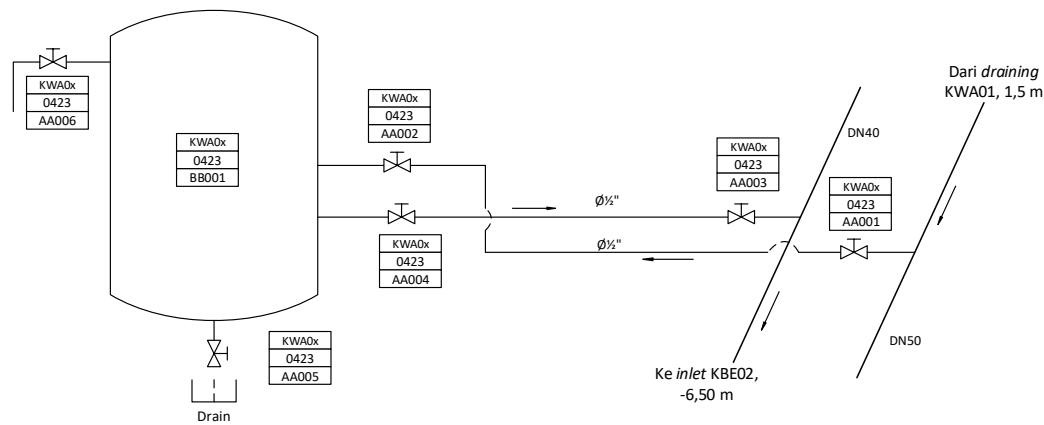 KWA0x
0423
AA006
KWA0x
0423
BB001
KWA0x
0423
AA002
KWA0x
0423
AA004
KWA0x
0423
AA005
Drain
Ø½"
Ø½"
KWA0x
0423
AA003
DN40
KWA0x
0423
AA001
Dari draining
KWA01, 1,5 m
DN50
Ke inlet KBE02,
-6,50 m